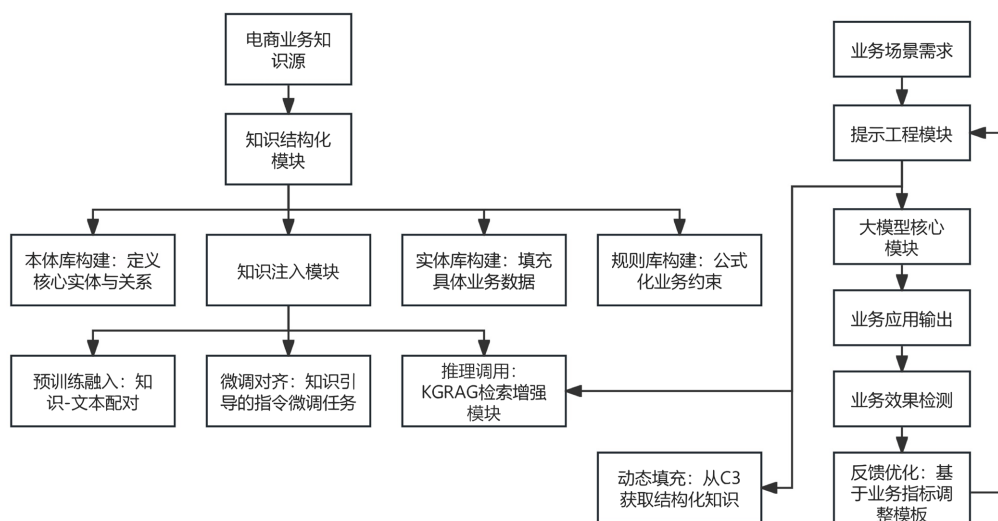 电商业务知
识源
知识结构化
模块
本体库构建：定义
核心实体与关系
知识注入模块
实体库构建：填充
具体业务数据
规则库构建：公式
化业务约束
预训练融入：知
识-文本配对
微调对齐：知识引
导的指令微调任务
推理调用：
KGRAG检索增强
模块
动态填充：从C3
获取结构化知识
业务场景需求
提示工程模块
大模型核心
模块
业务应用输出
业务效果检测
反馈优化：基
于业务指标调
整模板